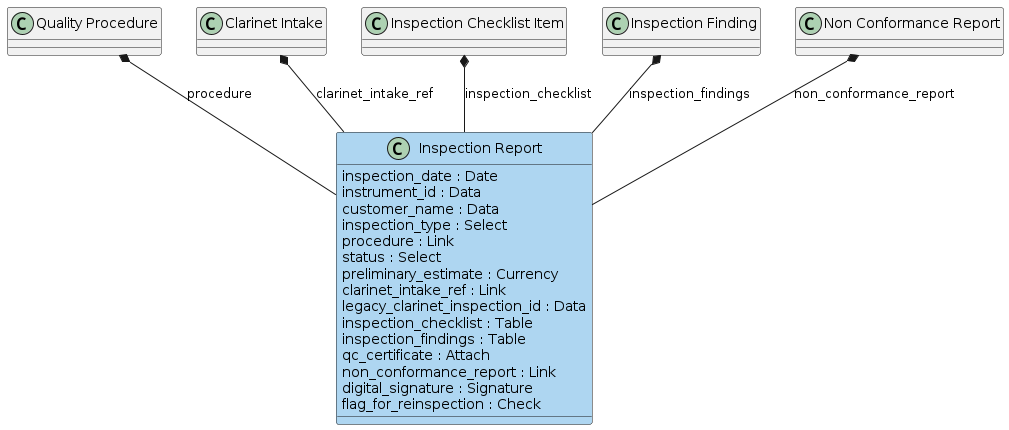 C Quality Procedure
C Clarinet Intake
C Inspection Checklist Item
C Inspection Finding
C Non Conformance Report
procedure
clarinet_intake_ref
inspection_checklist
inspection_findings
non_conformance_report
C Inspection Report
inspection_date : Date
instrument_id : Data
customer_name : Data
inspection_type : Select
procedure : Link
status : Select
preliminary_estimate : Currency
clarinet_intake_ref : Link
legacy_clarinet_inspection_id : Data
inspection_checklist : Table
inspection_findings : Table
qc_certificate : Attach
non_conformance_report : Link
digital_signature : Signature
flag_for_reinspection : Check